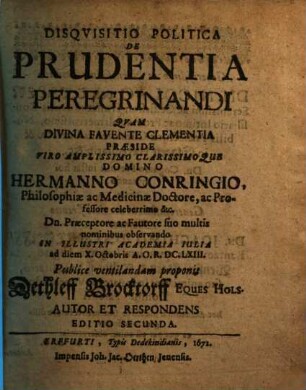 DISQVISITIO POLITICA
DE
PRUDENTIA
PEREGRINANDI
QVAM
DIVINA FAVENTE CLEMENTIA
PRÆSIDE
VIRO AMPLISSIMO CLARISSIMOQUE
DOMINO
HERMANNO CONRINGIO,
Philosophiæ ac Medicinæ Doctore, ac Pro-
fessore celeberrimo &c.
Dn. Præceptore ac Fautore suo multis
nominibus observando.
IN ILLUSTRI ACADEMIA JULIA
ad diem X. Octobris A. O. R. DC.LXIII.
Publice ventilandam proponit
Dethleff Brocktorff EQUES HOLS.
AUTOR ET RESPONDENS
EDITIO SECUNDA.
ERFURTI, Typis Dedekindianis, 1672.
Impensis Joh. Jac. Jenensis.